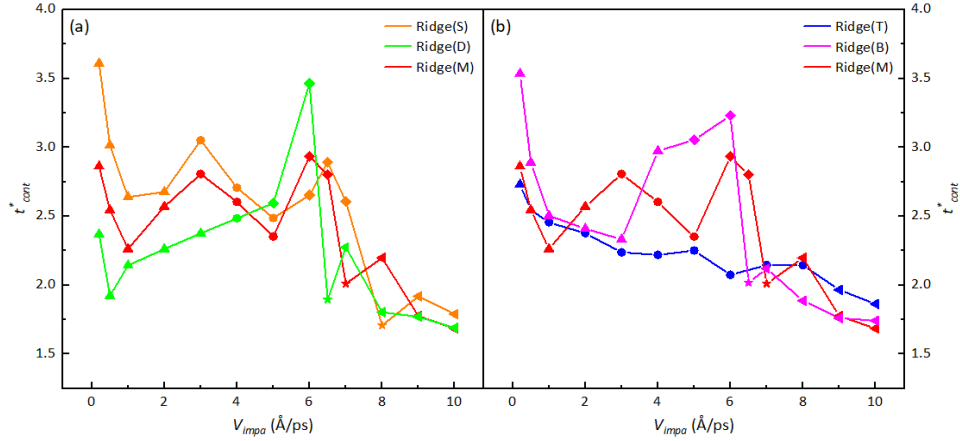 (a)
Ridge(S)
Ridge(D)
Ridge(M)
4.0
3.5
3.0
2.5
2.0
1.5
t*cont
0 2 4 6 8 10
Vimpa (Å/ps)
(b)
Ridge(T)
Ridge(B)
Ridge(M)
0 2 4 6 8 10
Vimpa (Å/ps)
4.0
3.5
3.0
2.5
2.0
1.5
t*cont